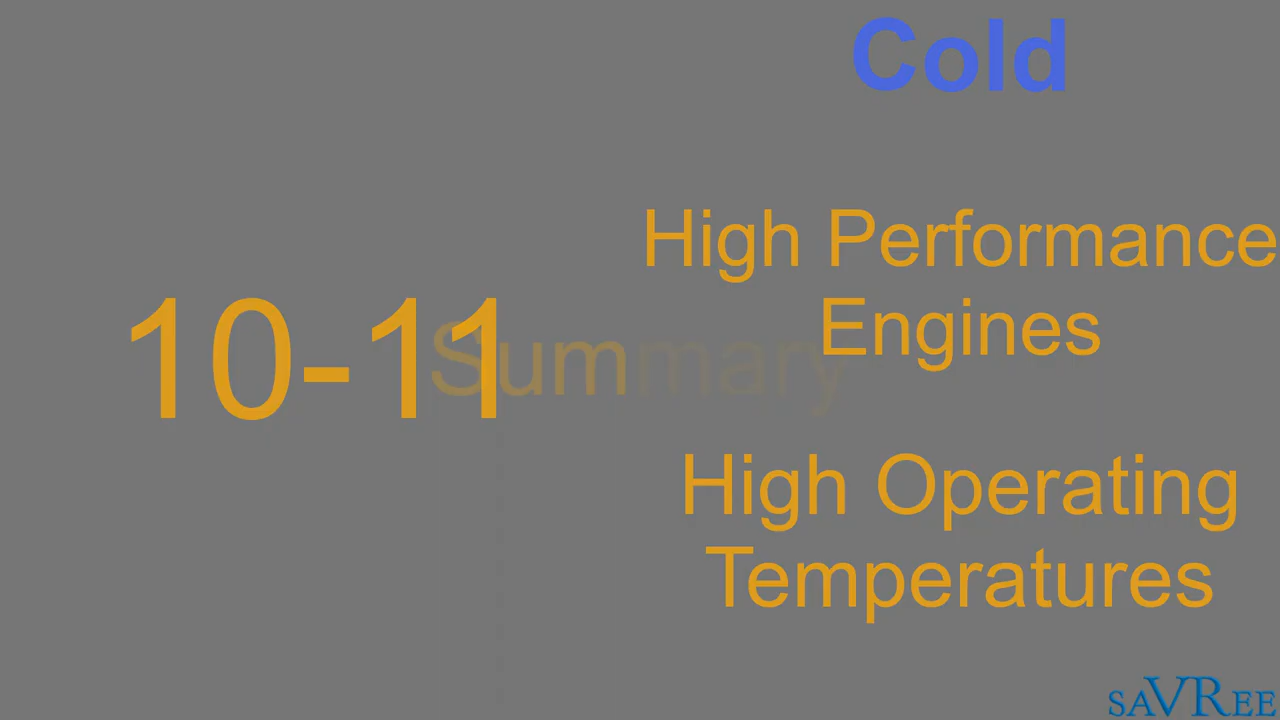 Cold
High Performance
Engines
10-11
Summary
High Operating
Temperatures
saVRee